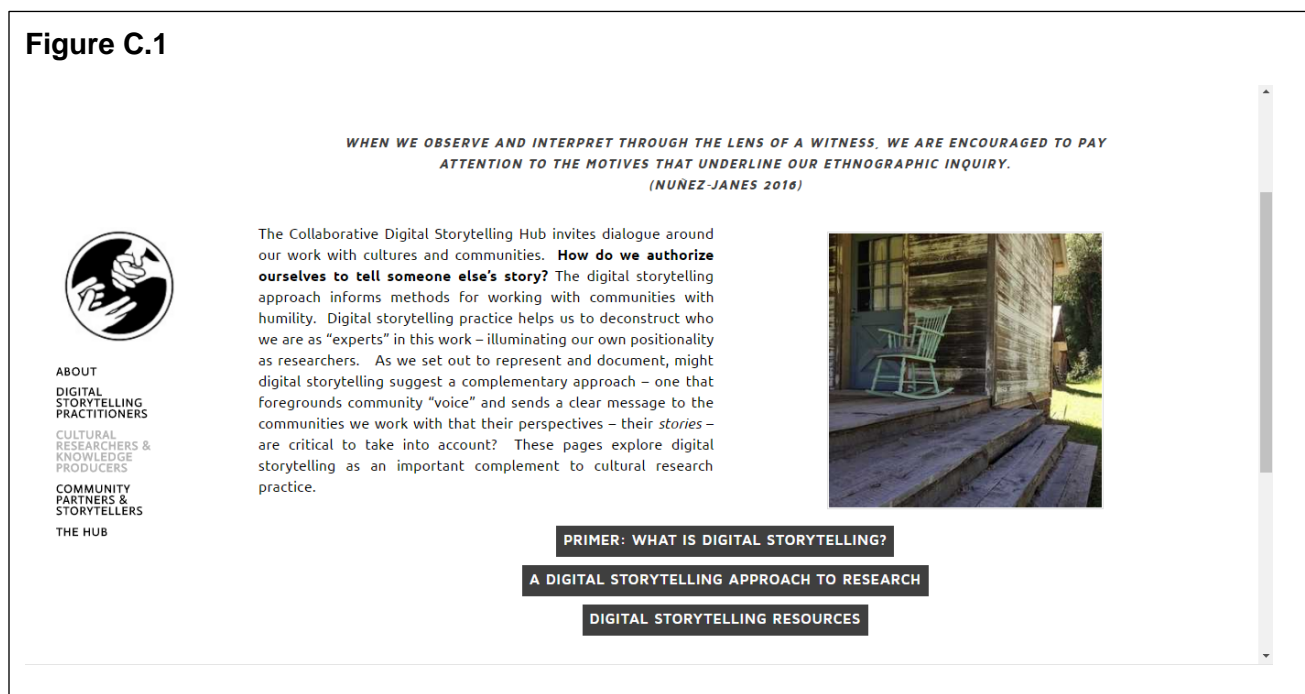 Figure C.1
WHEN WE OBSERVE AND INTERPRET THROUGH THE LENS OF A WITNESS, WE ARE ENCOURAGED TO PAY
ATTENTION TO THE MOTIVES THAT UNDERLINE OUR ETHNOGRAPHIC INQUIRY.
(NUÑEZ-JANES 2016)
ABOUT
DIGITAL
STORYTELLING
PRACTITIONERS
CULTURAL
RESEARCHERS &
KNOWLEDGE
PRODUCERS
COMMUNITY
PARTNERS &
STORYTELLERS
THE HUB
The Collaborative Digital Storytelling Hub invites dialogue around
our work with cultures and communities. How do we authorize
ourselves to tell someone else's story? The digital storytelling
approach informs methods for working with communities with
humility. Digital storytelling practice helps us to deconstruct who
we are as “experts” in this work – illuminating our own positionality
as researchers. As we set out to represent and document, might
digital storytelling suggest a complementary approach – one that
foregrounds community “voice” and sends a clear message to the
communities we work with that their perspectives – their stories –
are critical to take into account? These pages explore digital
storytelling as an important complement to cultural research
practice.
PRIMER: WHAT IS DIGITAL STORYTELLING?
A DIGITAL STORYTELLING APPROACH TO RESEARCH
DIGITAL STORYTELLING RESOURCES